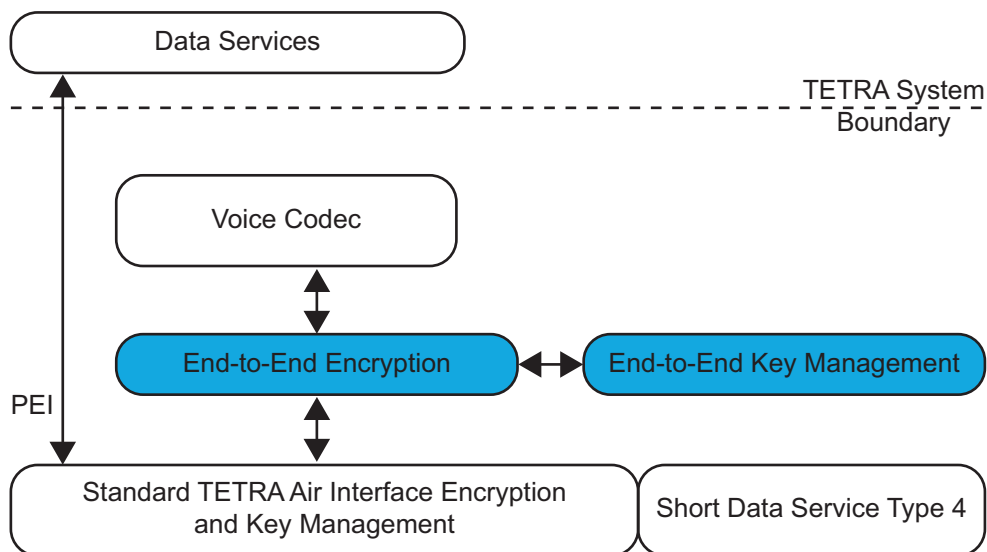 Data Services
TETRA System
Boundary
Voice Codec
End-to-End Encryption
End-to-End Key Management
PEI
Standard TETRA Air Interface Encryption
and Key Management
Short Data Service Type 4